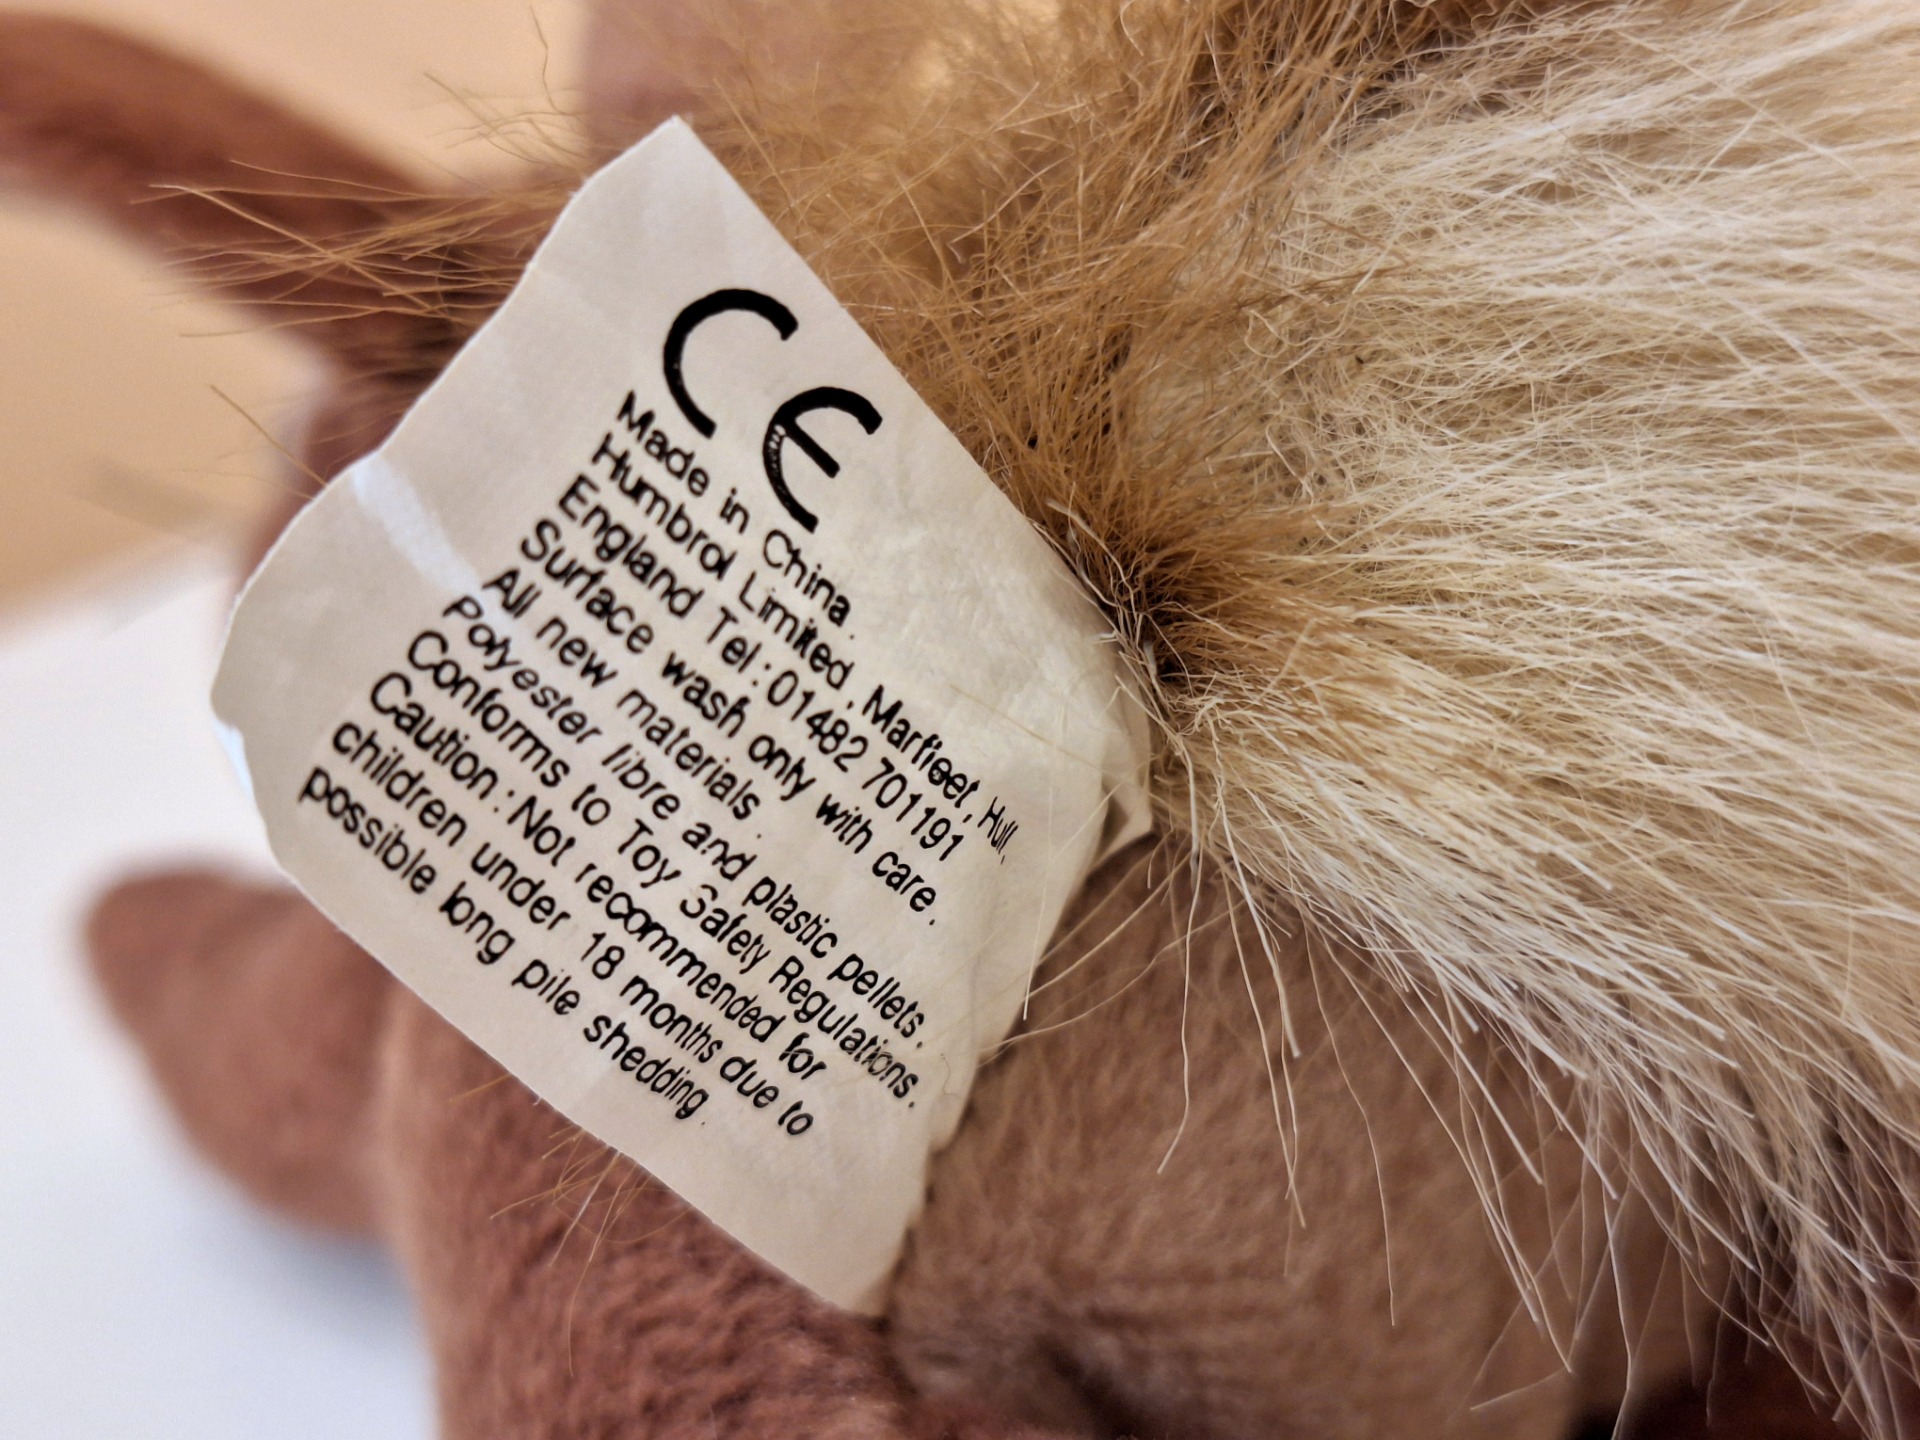 CE
Made in China.
Humbrol Limited, Marfleet, Hull,
England Tel: 01482 701191
Surface wash only with care.
All new materials.
Polyester fibre and plastic pellets.
Conforms to Toy Safety Regulations.
Caution: Not recommended for
children under 18 months due to
possible long pile shedding.